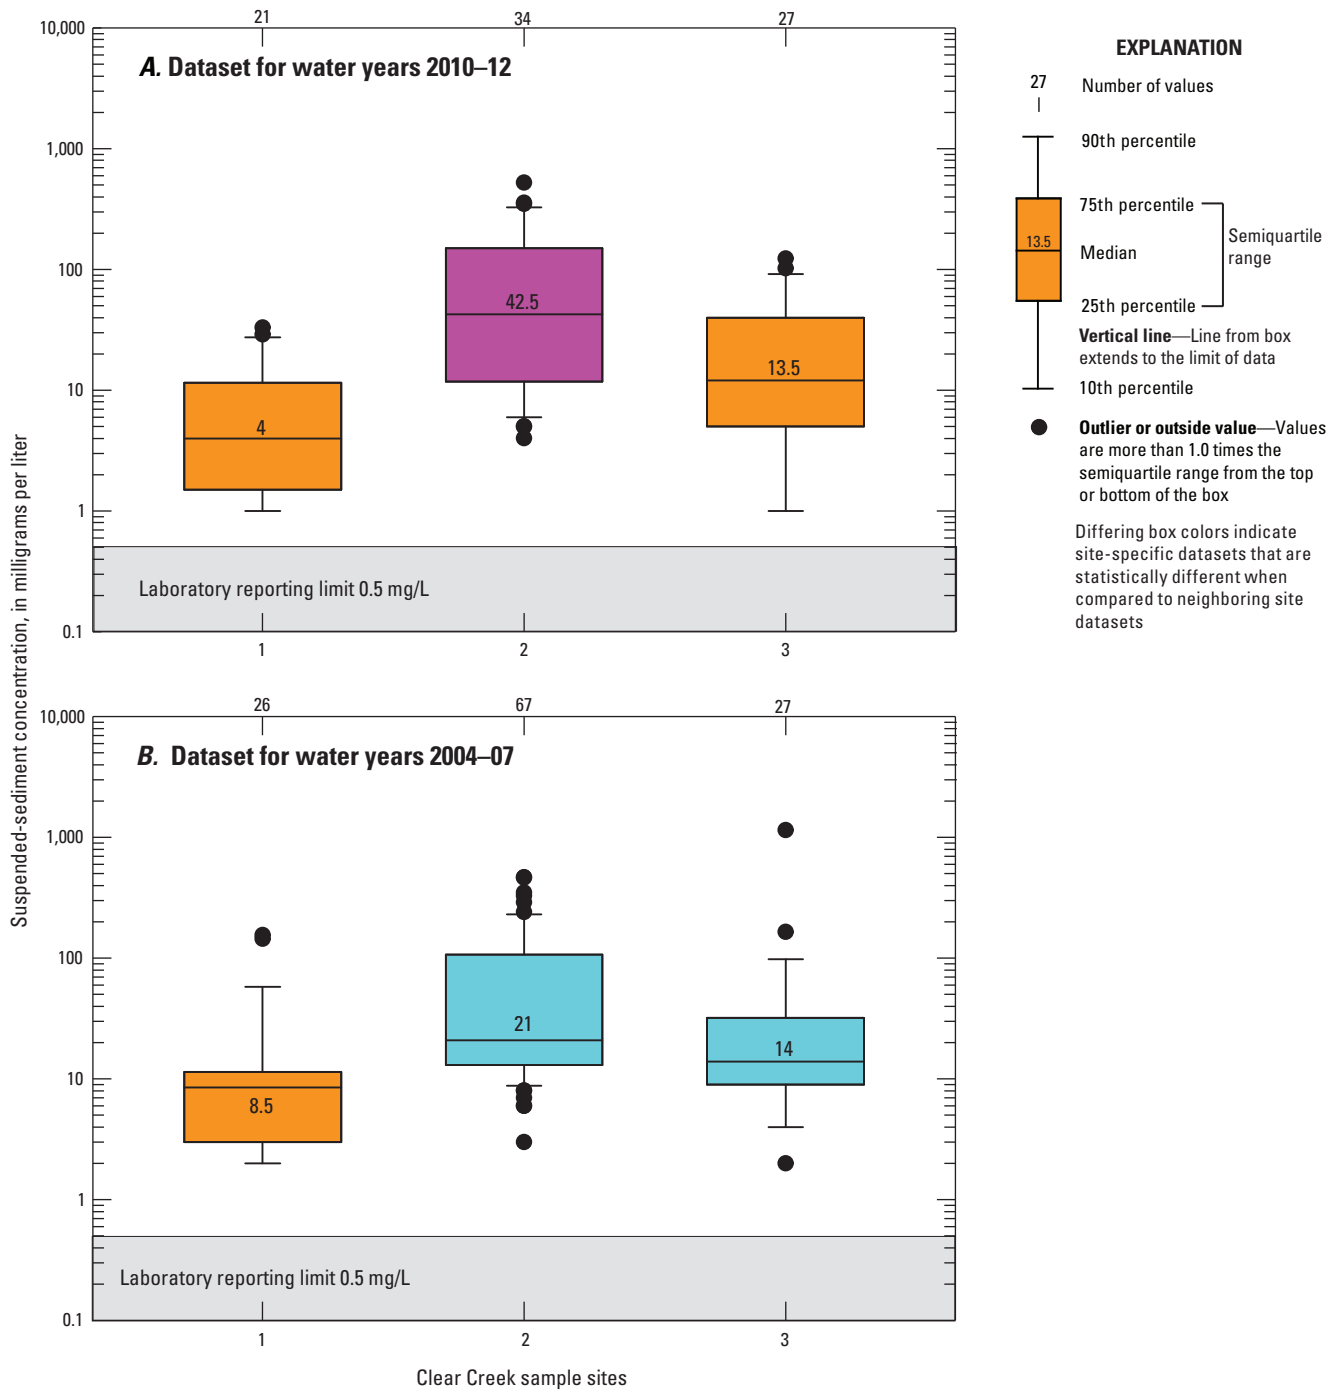 Suspended-sediment concentration, in milligrams per liter
21
34
27
10,000
1,000
100
10
1
0.1
A. Dataset for water years 2010–12
4
42.5
13.5
Laboratory reporting limit 0.5 mg/L
1
2
3
26
67
27
10,000
1,000
100
10
1
0.1
B. Dataset for water years 2004–07
8.5
21
14
Laboratory reporting limit 0.5 mg/L
1
2
3
Clear Creek sample sites
EXPLANATION
27
Number of values
90th percentile
75th percentile
Semiquartile
range
13.5
Median
25th percentile
Vertical line—Line from box
extends to the limit of data
10th percentile
Outlier or outside value—Values
are more than 1.0 times the
semiquartile range from the top
or bottom of the box
Differing box colors indicate
site-specific datasets that are
statistically different when
compared to neighboring site
datasets